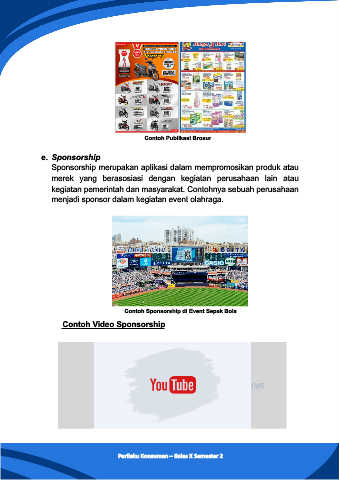 Contoh Publikasi Brosur
e. Sponsorship
Sponsorship merupakan aplikasi dalam mempromosikan produk atau
merek yang berasosiasi dengan kegiatan perusahaan lain atau
kegiatan pemerintah dan masyarakat. Contohnya sebuah perusahaan
menjadi sponsor dalam kegiatan event olahraga.
Contoh Sponsorship di Event Sepak Bola
Contoh Video Sponsorship
YouTube
Perilaku Konsumen – Kelas X Semester 2